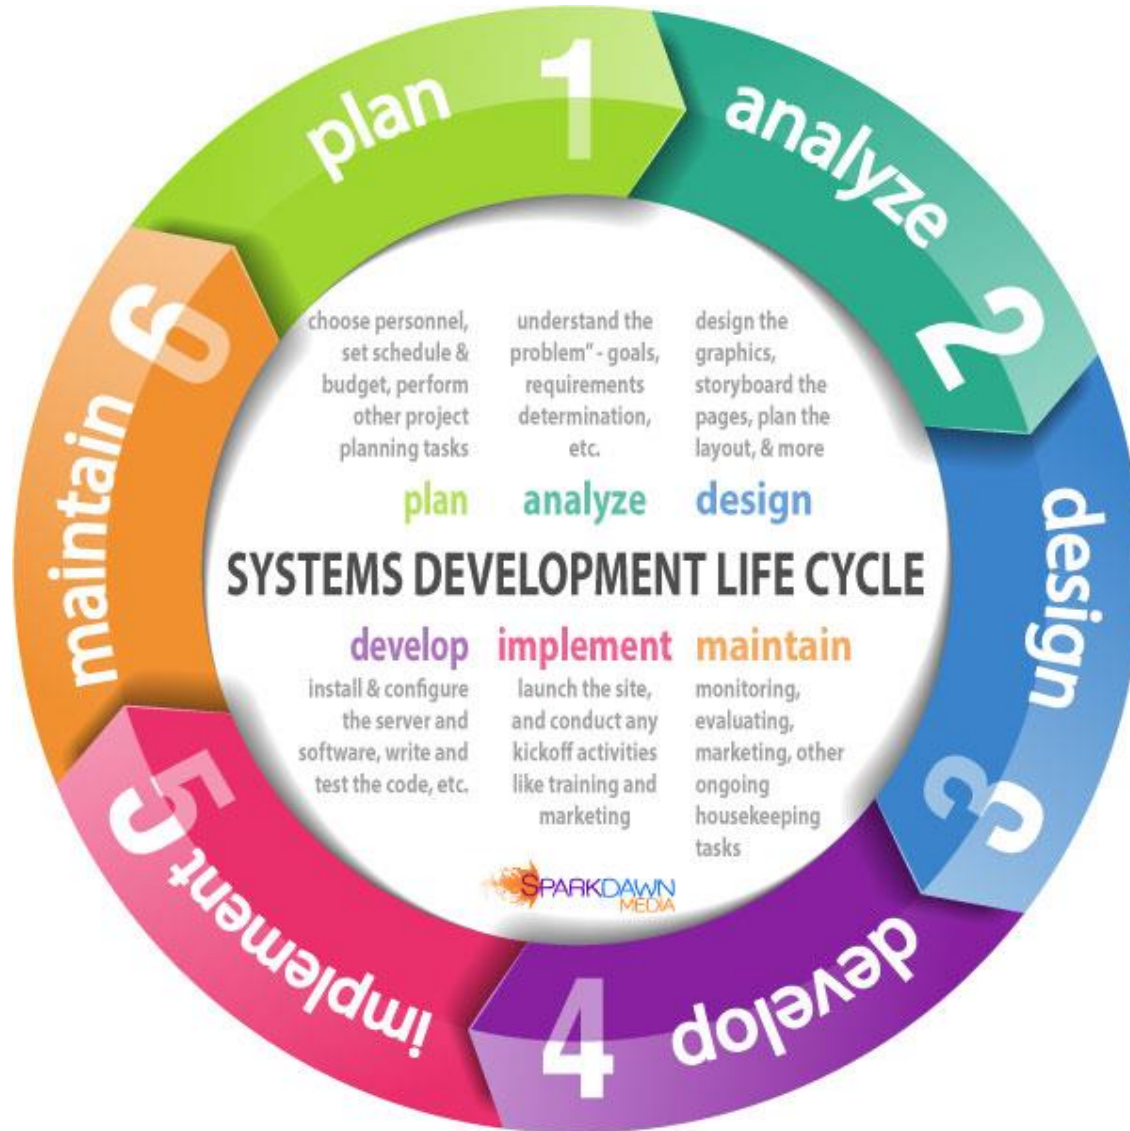 plan 1
analyze 2
design 3
develop 4
implement 5
maintain 6
choose personnel,
set schedule &
budget, perform
other project
planning tasks
plan
understand the
problem" - goals,
requirements
determination,
etc.
analyze
design the
graphics,
storyboard the
pages, plan the
layout, & more
design
SYSTEMS DEVELOPMENT LIFE CYCLE
develop
install & configure
the server and
software, write and
test the code, etc.
implement
launch the site,
and conduct any
kickoff activities
like training and
marketing
maintain
monitoring,
evaluating,
marketing, other
ongoing
housekeeping
tasks
SPARKDAWN
MEDIA